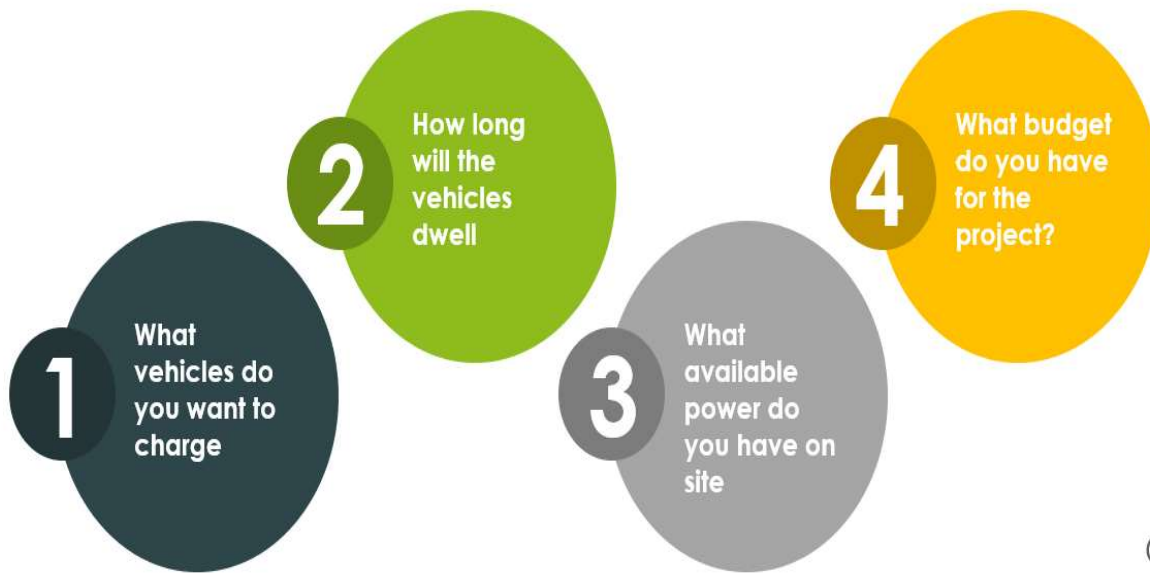 1
What
vehicles do
you want to
charge
2
How long
will the
vehicles
dwell
3
What
available
power do
you have on
site
4
What budget
do you have
for the
project?